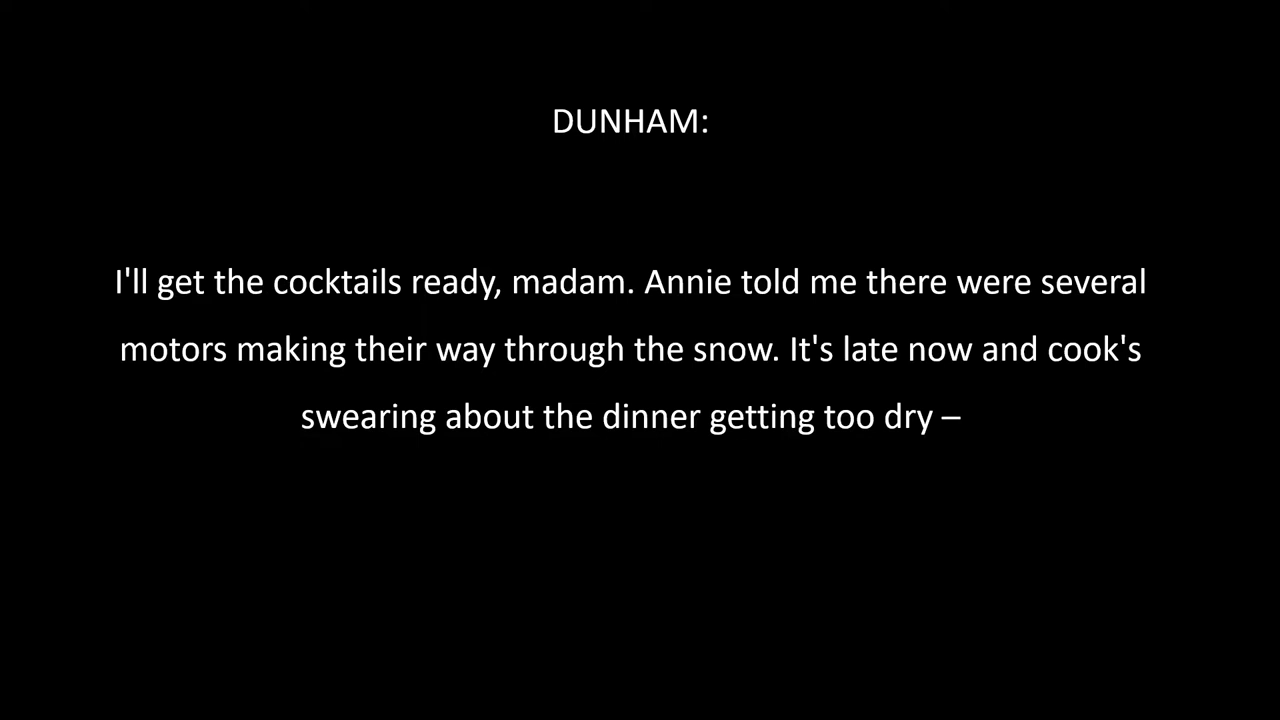 DUNHAM:
I'll get the cocktails ready, madam. Annie told me there were several
motors making their way through the snow. It's late now and cook's
swearing about the dinner getting too dry –